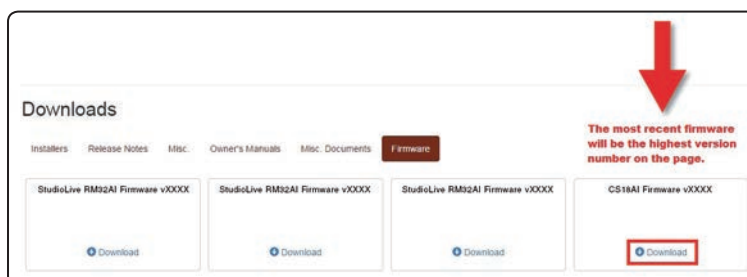 Downloads
The most recent firmware
will be the highest version
number on the page.
Installers Release Notes Misc. Owner's Manuals Misc. Documents Firmware
StudioLive RM32AI Firmware vXXXX StudioLive RM32AI Firmware vXXXX StudioLive RM32AI Firmware vXXXX CS18AI Firmware vXXXX
Download Download Download Download